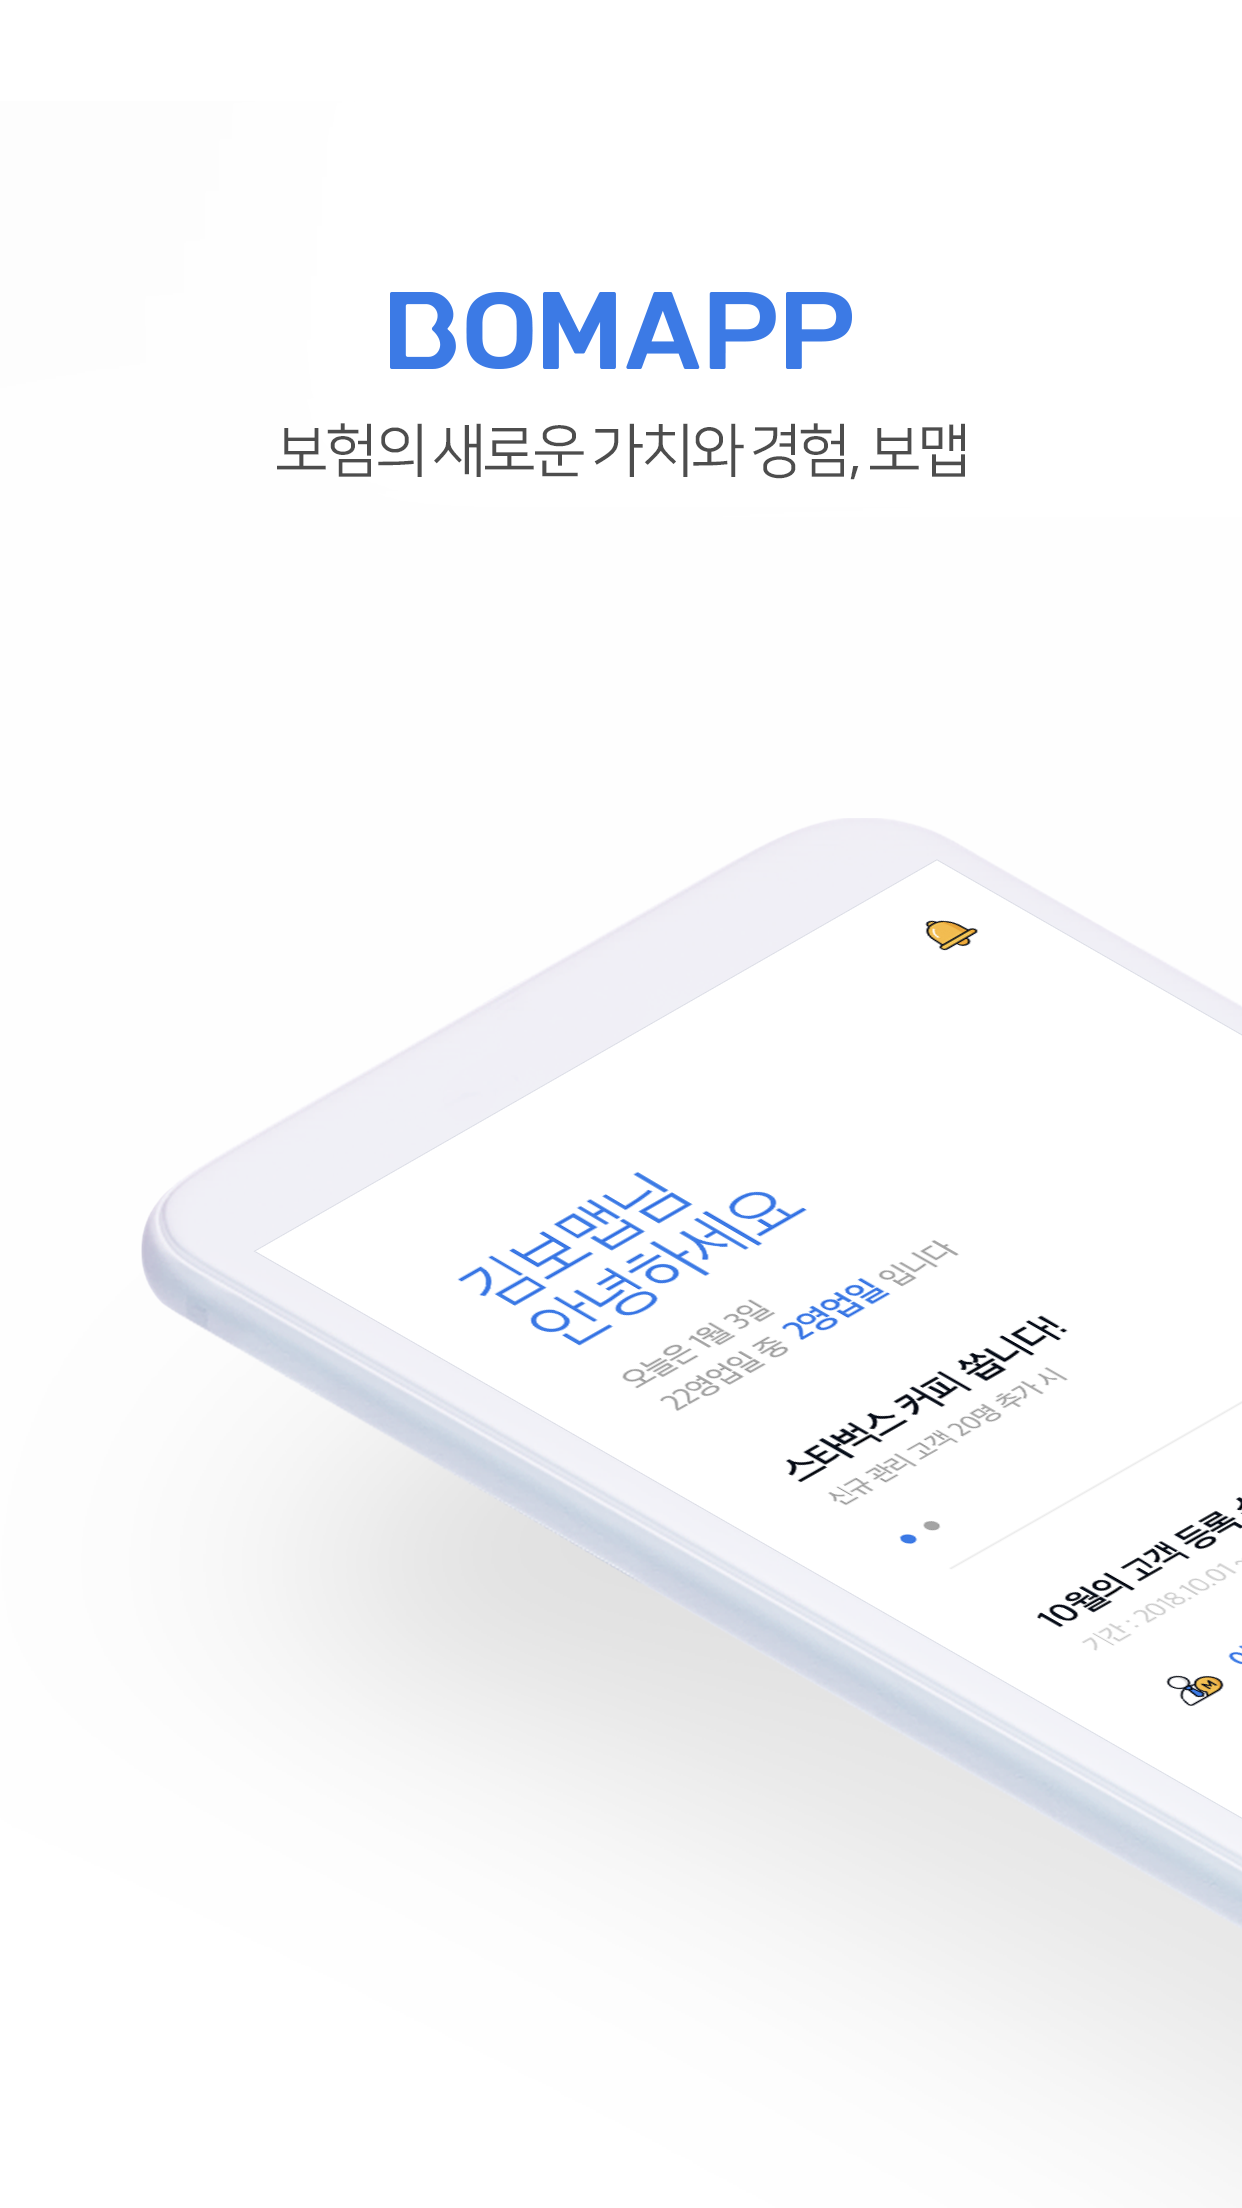 BOMAPP
보험의 새로운 가치와 경험, 보맵
김보맵님
안녕하세요
오늘은 1월 3일
22영업일 중 2영업일 입니다
스타벅스 커피 쏩니다!
신규 관리 고객 20명 추가 시
10월의 고객 등록
기간 : 2018.10.01
M